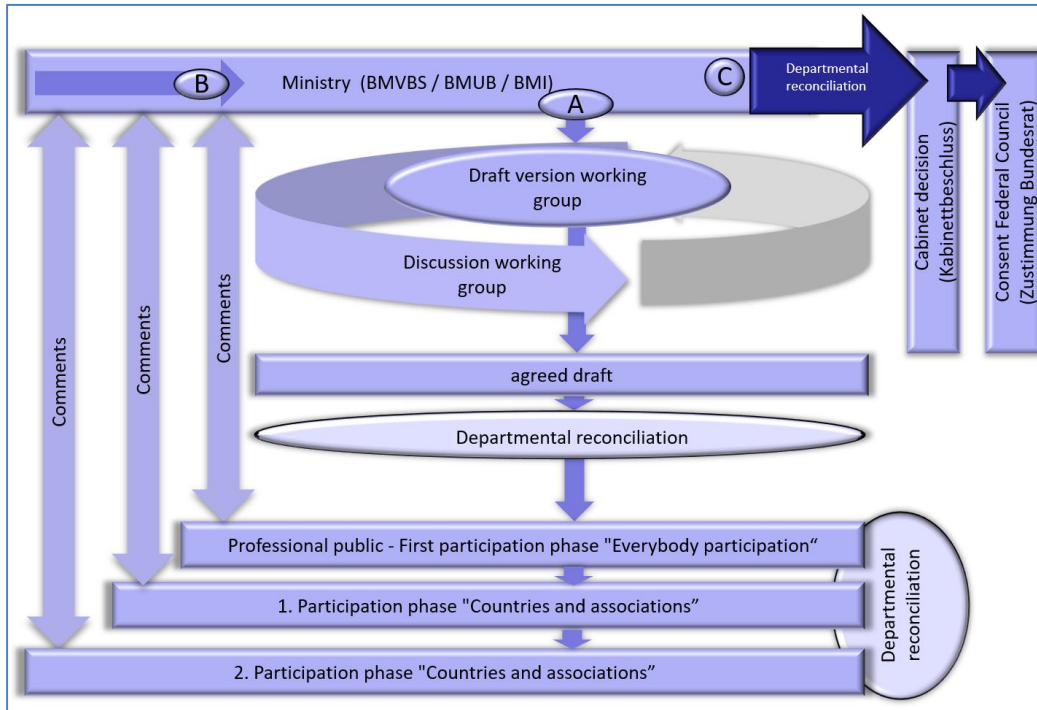 B
Ministry (BMVBS / BMUB / BMI)
A
C
Departmental
reconciliation
Cabinet decision
(Kabinettbeschluss)
Consent Federal Council
(Zustimmung Bundesrat)
Draft version working
group
Discussion working
group
Comments
Comments
Comments
agreed draft
Departmental reconciliation
Professional public - First participation phase "Everybody participation“
1. Participation phase "Countries and associations”
2. Participation phase "Countries and associations”
Departmental
reconciliation